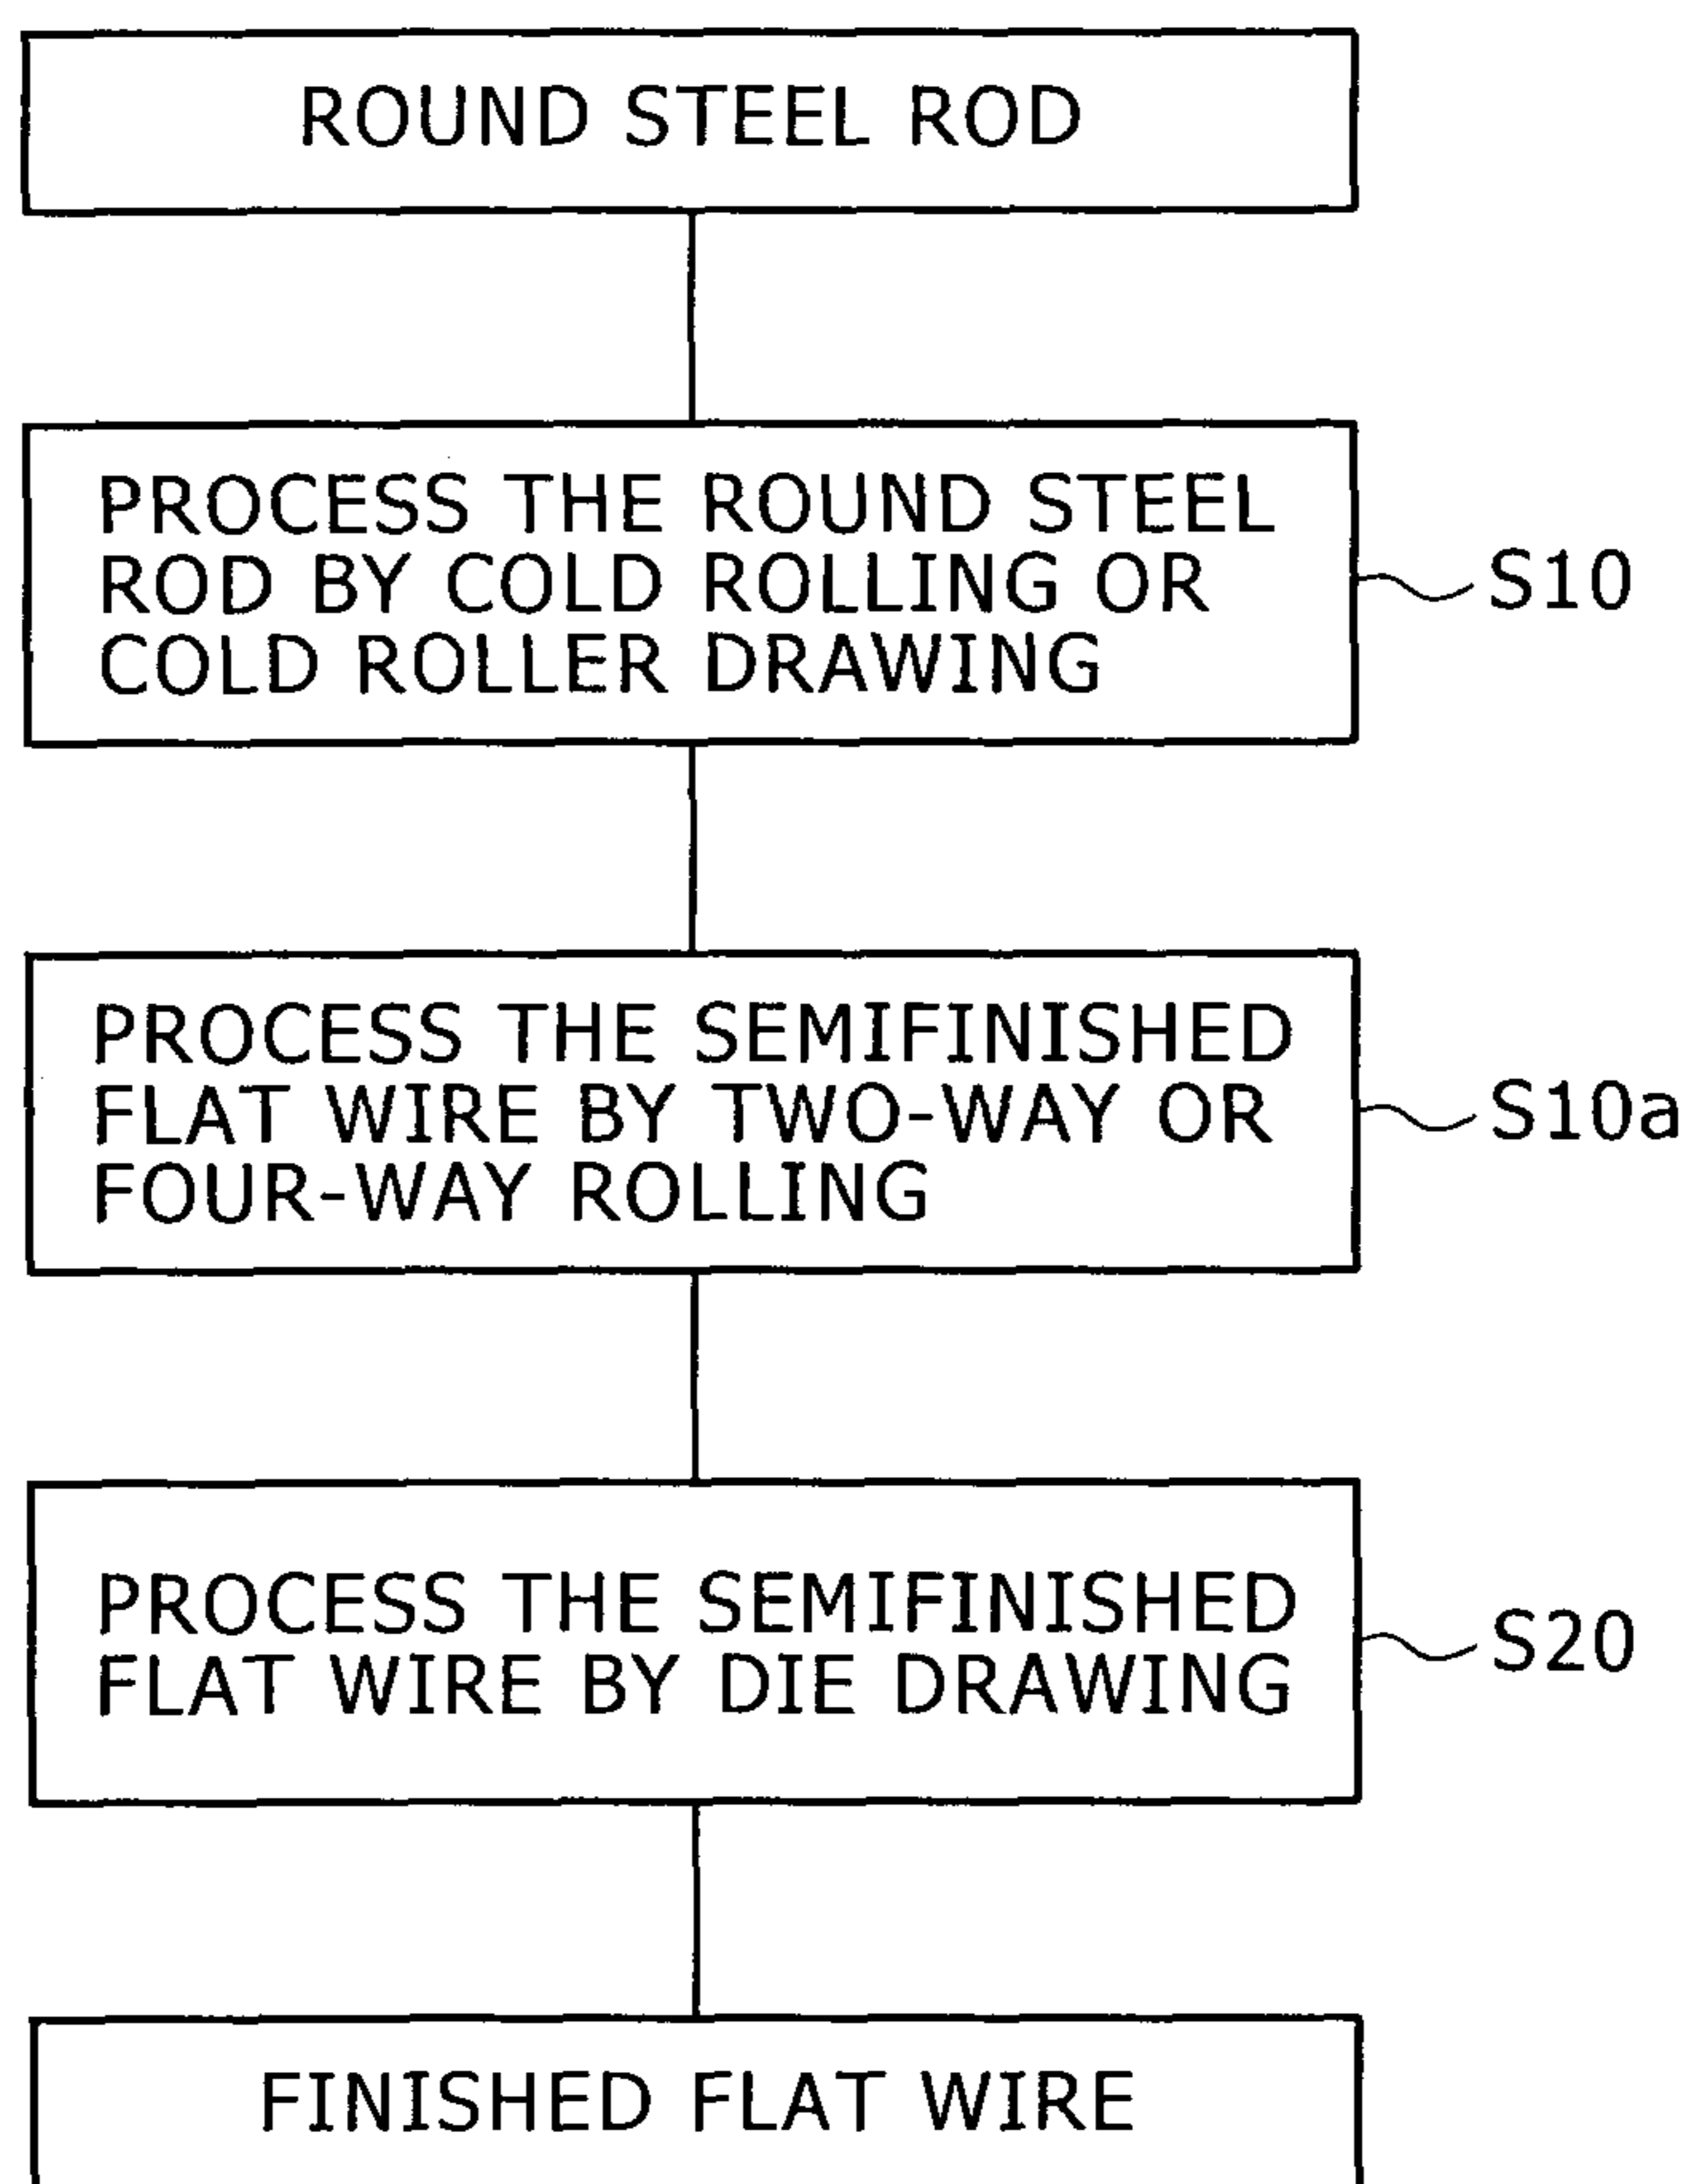 ROUND STEEL ROD
PROCESS THE ROUND STEEL
ROD BY COLD ROLLING OR
COLD ROLLER DRAWING
S10
PROCESS THE SEMIFINISHED
FLAT WIRE BY TWO-WAY OR
FOUR-WAY ROLLING
S10a
PROCESS THE SEMIFINISHED
FLAT WIRE BY DIE DRAWING
S20
FINISHED FLAT WIRE